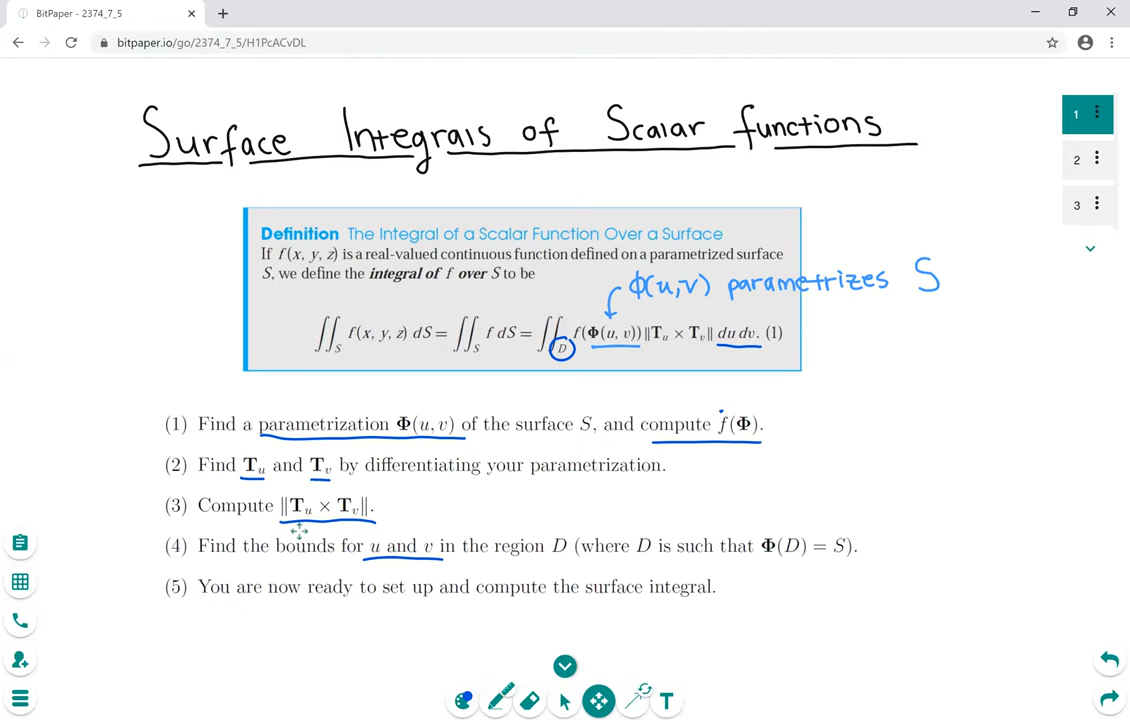 BitPaper - 2374_7_5
bitpaper.io/go/2374_7_5/H1PcACvDL
Surface Integrals of Scalar functions
1
2
3
Definition The Integral of a Scalar Function Over a Surface
If f(x, y, z) is a real-valued continuous function defined on a parametrized surface
S, we define the integral of f over S to be
Φ(u,v) parametrizes S
∬_S f(x, y, z) dS = ∬_S f dS = ∬_D f(Φ(u, v)) ‖T_u × T_v‖ du dv. (1)
(1) Find a parametrization Φ(u, v) of the surface S, and compute f(Φ).
(2) Find T_u and T_v by differentiating your parametrization.
(3) Compute ‖T_u × T_v‖.
(4) Find the bounds for u and v in the region D (where D is such that Φ(D) = S).
(5) You are now ready to set up and compute the surface integral.
T